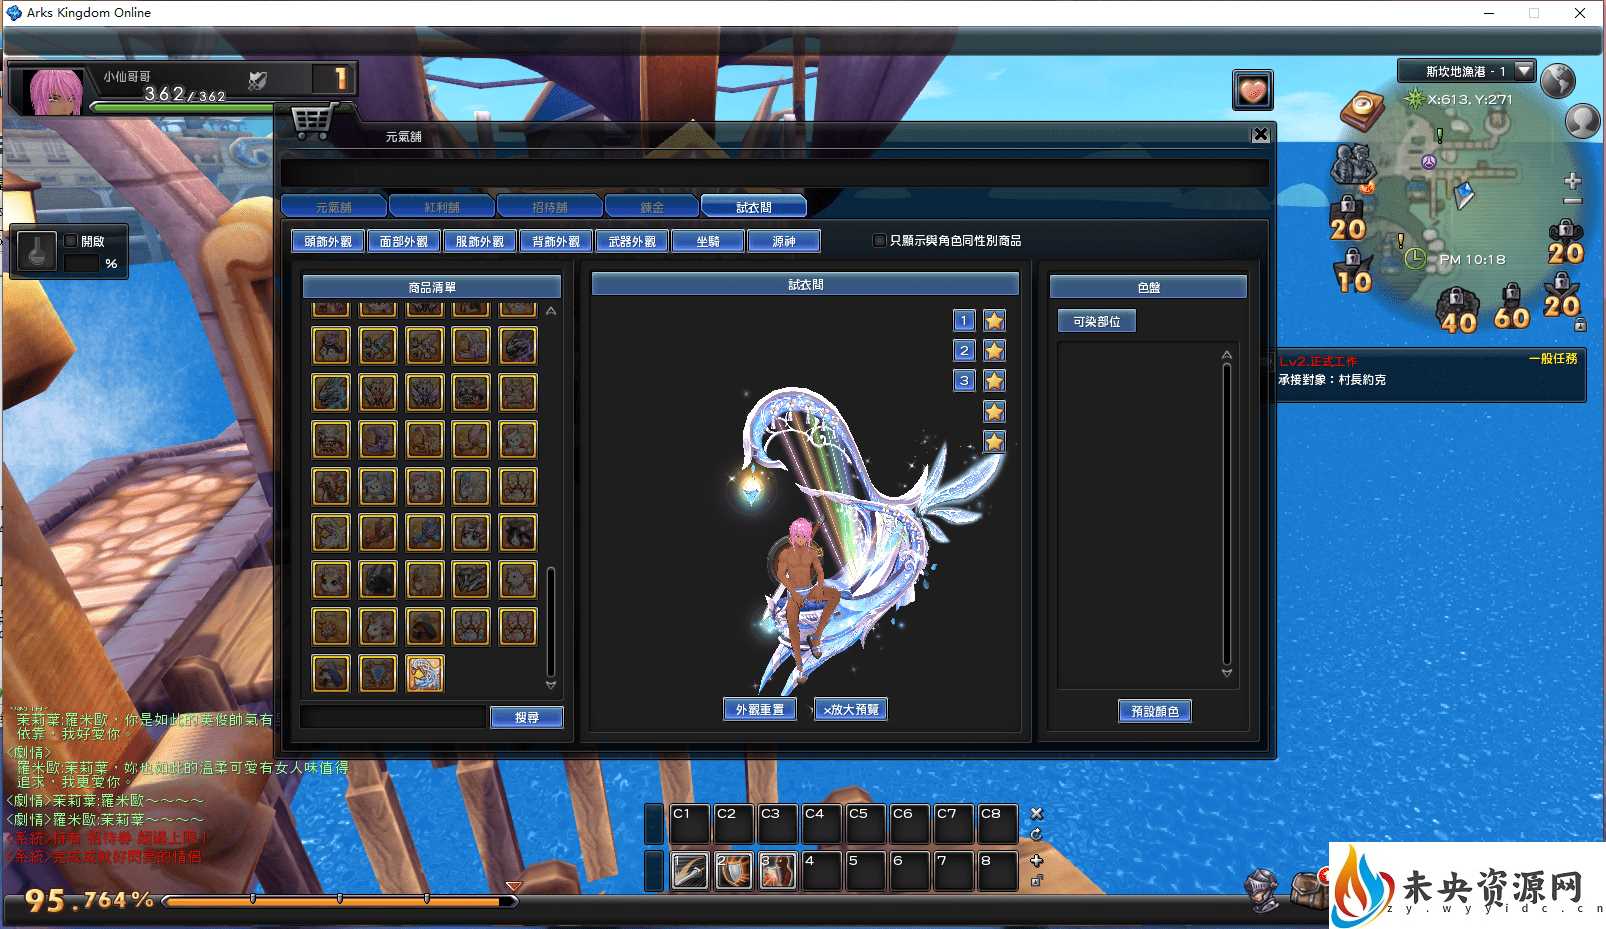 Arks Kingdom Online
小仙哥哥
362/362
1
元氣舖
斯坎地漁港 - 1
X:613, Y:271
元氣舖
紅利舖
招待舖
鍊金
試衣間
頭飾外觀
面部外觀
服飾外觀
背飾外觀
武器外觀
坐騎
源神
只顯示與角色同性別商品
開啟
%
20
20
PM 10:18
10
40
60
20
商品清單
試衣間
色盤
1
2
3
可染部位
Lv2.正式工作
一般任務
承接對象：村長約克
搜尋
外觀重置
×放大預覽
預設顏色
<劇情>
茉莉葉:羅米歐，你是如此的英俊帥氣有
依靠，我好愛你。
<劇情>
羅米歐:茉莉葉，妳也如此的溫柔可愛有女人味值得
追求，我更愛你。
<劇情>茉莉葉:羅米歐～～～～
<劇情>羅米歐:茉莉葉～～～～
C1
C2
C3
C4
C5
C6
C7
C8
1
2
3
4
5
6
7
8
95.764%
未央资源网
zy.wyyidc.cn